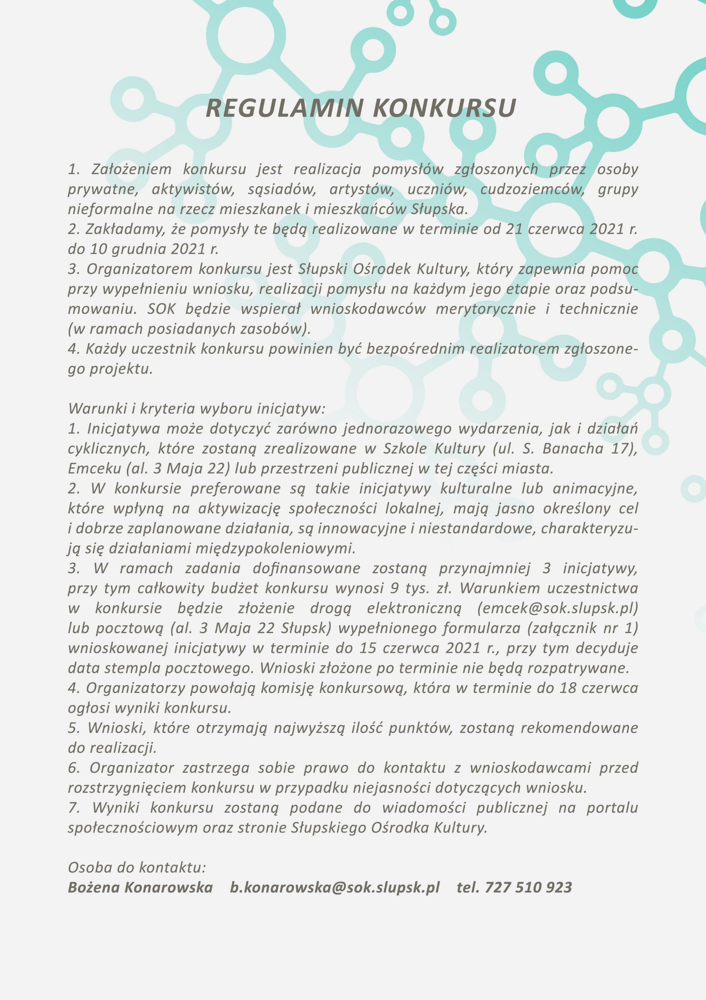 REGULAMIN KONKURSU
1. Założeniem konkursu jest realizacja pomysłów zgłoszonych przez osoby
prywatne, aktywistów, sąsiadów, artystów, uczniów, cudzoziemców, grupy
nieformalne na rzecz mieszkanek i mieszkańców Słupska.
2. Zakładamy, że pomysły te będą realizowane w terminie od 21 czerwca 2021 r.
do 10 grudnia 2021 r.
3. Organizatorem konkursu jest Słupski Ośrodek Kultury, który zapewnia pomoc
przy wypełnieniu wniosku, realizacji pomysłu na każdym jego etapie oraz podsu-
mowaniu. SOK będzie wspierał wnioskodawców merytorycznie i technicznie
(w ramach posiadanych zasobów).
4. Każdy uczestnik konkursu powinien być bezpośrednim realizatorem zgłoszone-
go projektu.
Warunki i kryteria wyboru inicjatyw:
1. Inicjatywa może dotyczyć zarówno jednorazowego wydarzenia, jak i działań
cyklicznych, które zostaną zrealizowane w Szkole Kultury (ul. S. Banacha 17),
Emceku (al. 3 Maja 22) lub przestrzeni publicznej w tej części miasta.
2. W konkursie preferowane są takie inicjatywy kulturalne lub animacyjne,
które wpłyną na aktywizację społeczności lokalnej, mają jasno określony cel
i dobrze zaplanowane działania, są innowacyjne i niestandardowe, charakteryzu-
ją się działaniami międzypokoleniowymi.
3. W ramach zadania dofinansowane zostaną przynajmniej 3 inicjatywy,
przy tym całkowity budżet konkursu wynosi 9 tys. zł. Warunkiem uczestnictwa
w konkursie będzie złożenie drogą elektroniczną (emcek@sok.slupsk.pl)
lub pocztową (al. 3 Maja 22 Słupsk) wypełnionego formularza (załącznik nr 1)
wnioskowanej inicjatywy w terminie do 15 czerwca 2021 r., przy tym decyduje
data stempla pocztowego. Wnioski złożone po terminie nie będą rozpatrywane.
4. Organizatorzy powołają komisję konkursową, która w terminie do 18 czerwca
ogłosi wyniki konkursu.
5. Wnioski, które otrzymają najwyższą ilość punktów, zostaną rekomendowane
do realizacji.
6. Organizator zastrzega sobie prawo do kontaktu z wnioskodawcami przed
rozstrzygnięciem konkursu w przypadku niejasności dotyczących wniosku.
7. Wyniki konkursu zostaną podane do wiadomości publicznej na portalu
społecznościowym oraz stronie Słupskiego Ośrodka Kultury.
Osoba do kontaktu:
Bożena Konarowska b.konarowska@sok.slupsk.pl tel. 727 510 923